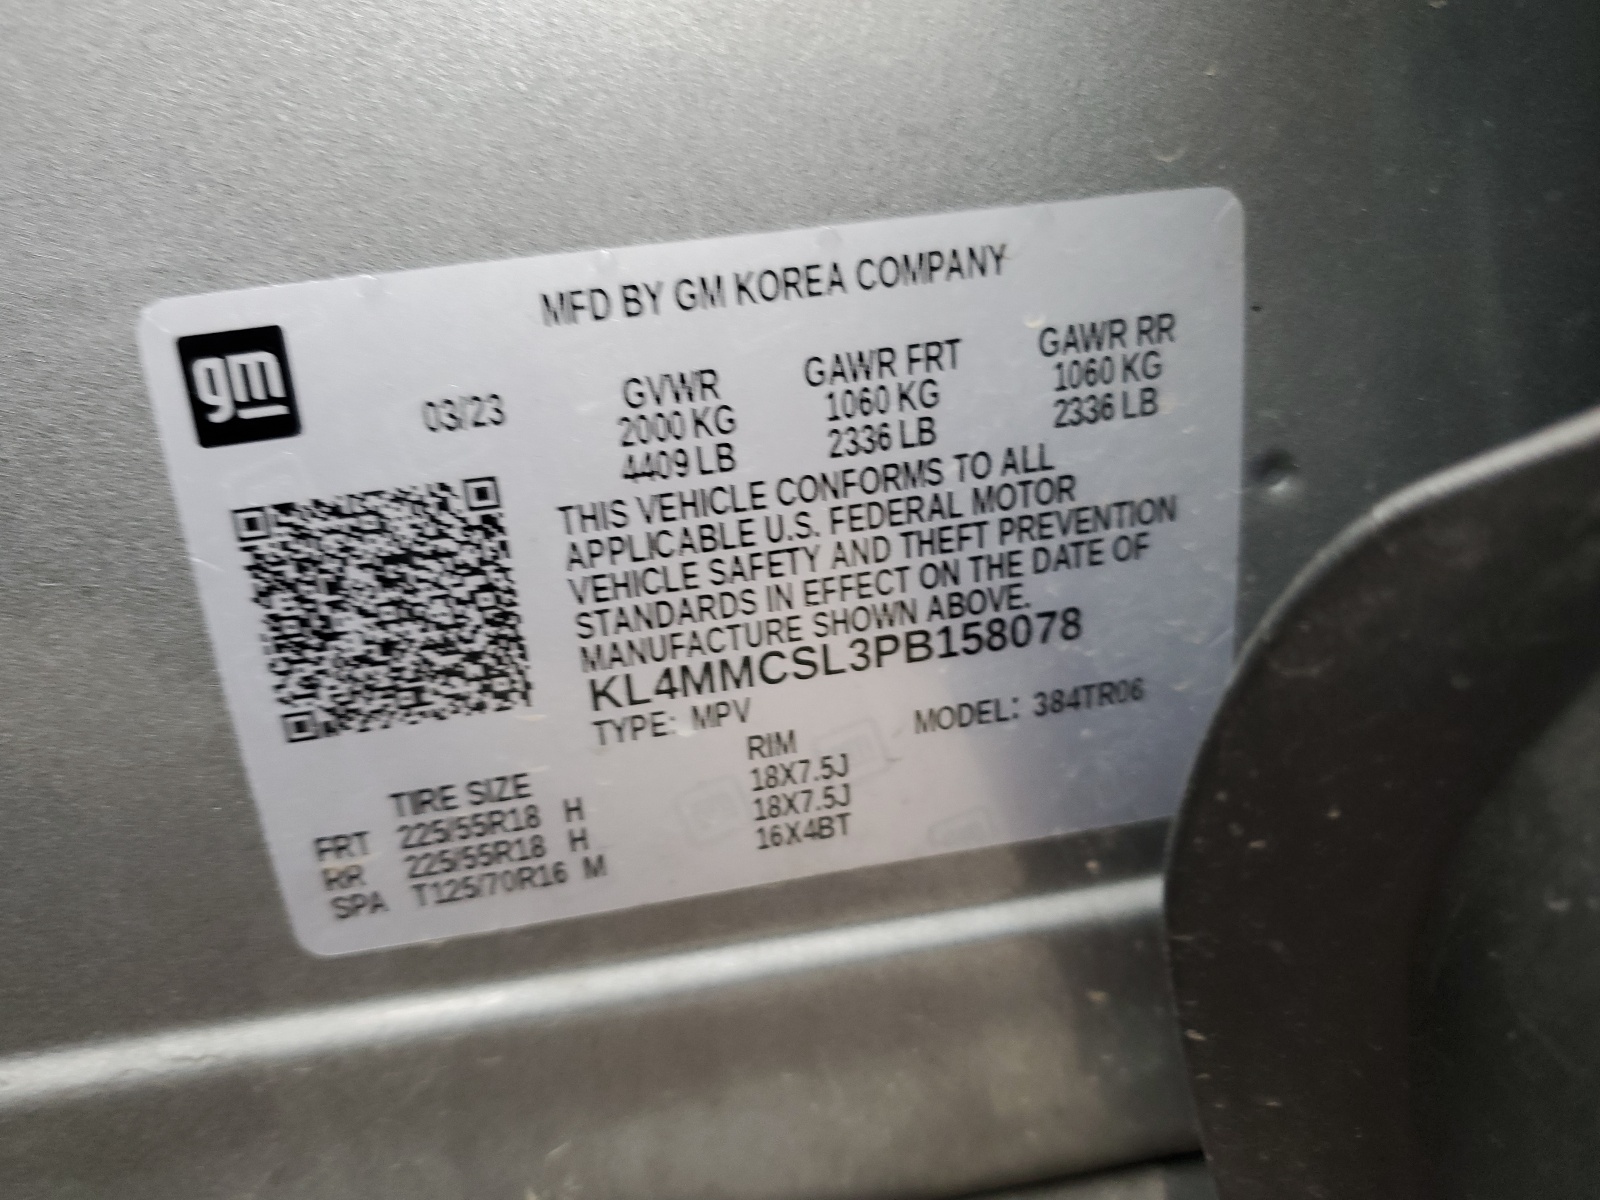 gm
MFD BY GM KOREA COMPANY
03/23
GVWR GAWR FRT GAWR RR
2000 KG 1060 KG 1060 KG
4409 LB 2336 LB 2336 LB
THIS VEHICLE CONFORMS TO ALL
APPLICABLE U.S. FEDERAL MOTOR
VEHICLE SAFETY AND THEFT PREVENTION
STANDARDS IN EFFECT ON THE DATE OF
MANUFACTURE SHOWN ABOVE.
KL4MMCSL3PB158078
TYPE: MPV MODEL: 384TR06
TIRE SIZE RIM
FRT 225/55R18 H 18X7.5J
RR 225/55R18 H 18X7.5J
SPA T125/70R16 M 16X4BT